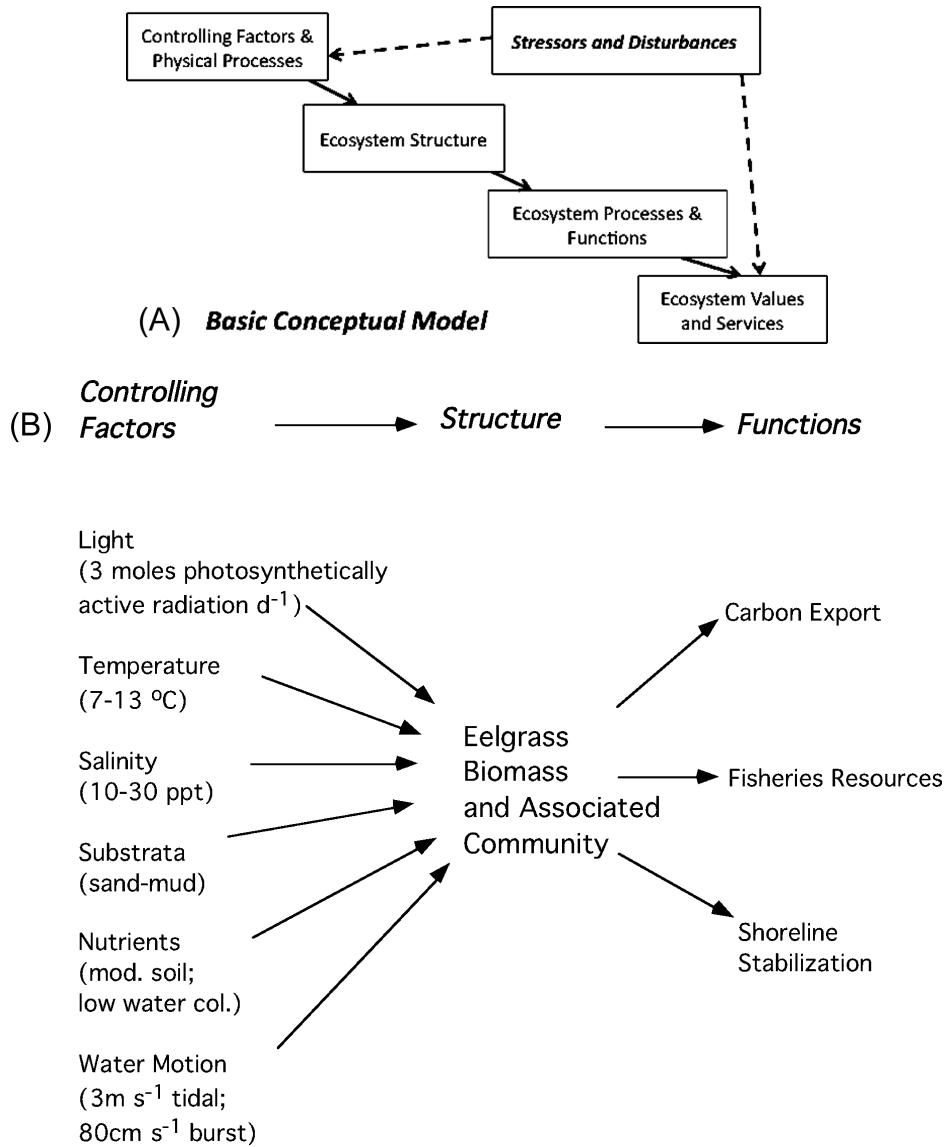 Controlling Factors &
Physical Processes
Stressors and Disturbances
Ecosystem Structure
Ecosystem Processes &
Functions
Ecosystem Values
and Services
(A) Basic Conceptual Model
(B)
Controlling
Factors
Structure
Functions
Light
(3 moles photosynthetically
active radiation d⁻¹)
Temperature
(7-13 ºC)
Salinity
(10-30 ppt)
Substrata
(sand-mud)
Nutrients
(mod. soil;
low water col.)
Water Motion
(3m s⁻¹ tidal;
80cm s⁻¹ burst)
Eelgrass
Biomass
and Associated
Community
Carbon Export
Fisheries Resources
Shoreline
Stabilization